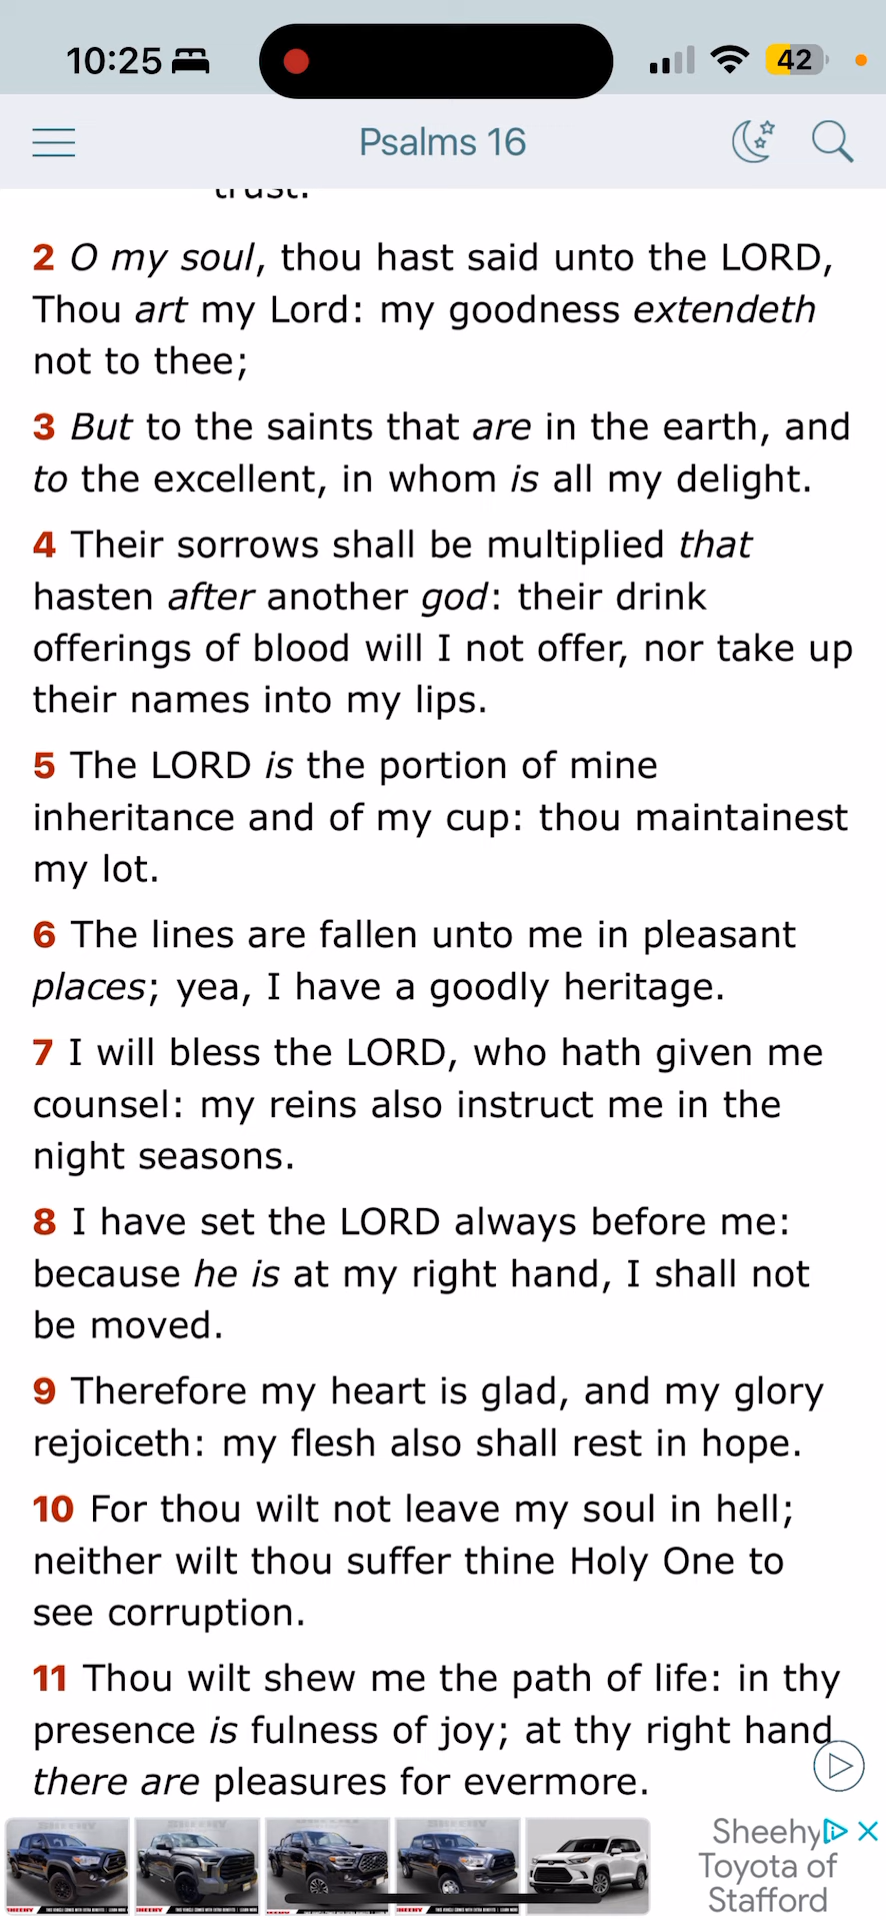 10:25
42
Psalms 16
trust.
2 O my soul, thou hast said unto the LORD,
Thou art my Lord: my goodness extendeth
not to thee;
3 But to the saints that are in the earth, and
to the excellent, in whom is all my delight.
4 Their sorrows shall be multiplied that
hasten after another god: their drink
offerings of blood will I not offer, nor take up
their names into my lips.
5 The LORD is the portion of mine
inheritance and of my cup: thou maintainest
my lot.
6 The lines are fallen unto me in pleasant
places; yea, I have a goodly heritage.
7 I will bless the LORD, who hath given me
counsel: my reins also instruct me in the
night seasons.
8 I have set the LORD always before me:
because he is at my right hand, I shall not
be moved.
9 Therefore my heart is glad, and my glory
rejoiceth: my flesh also shall rest in hope.
10 For thou wilt not leave my soul in hell;
neither wilt thou suffer thine Holy One to
see corruption.
11 Thou wilt shew me the path of life: in thy
presence is fulness of joy; at thy right hand
there are pleasures for evermore.
Sheehy
Toyota of
Stafford